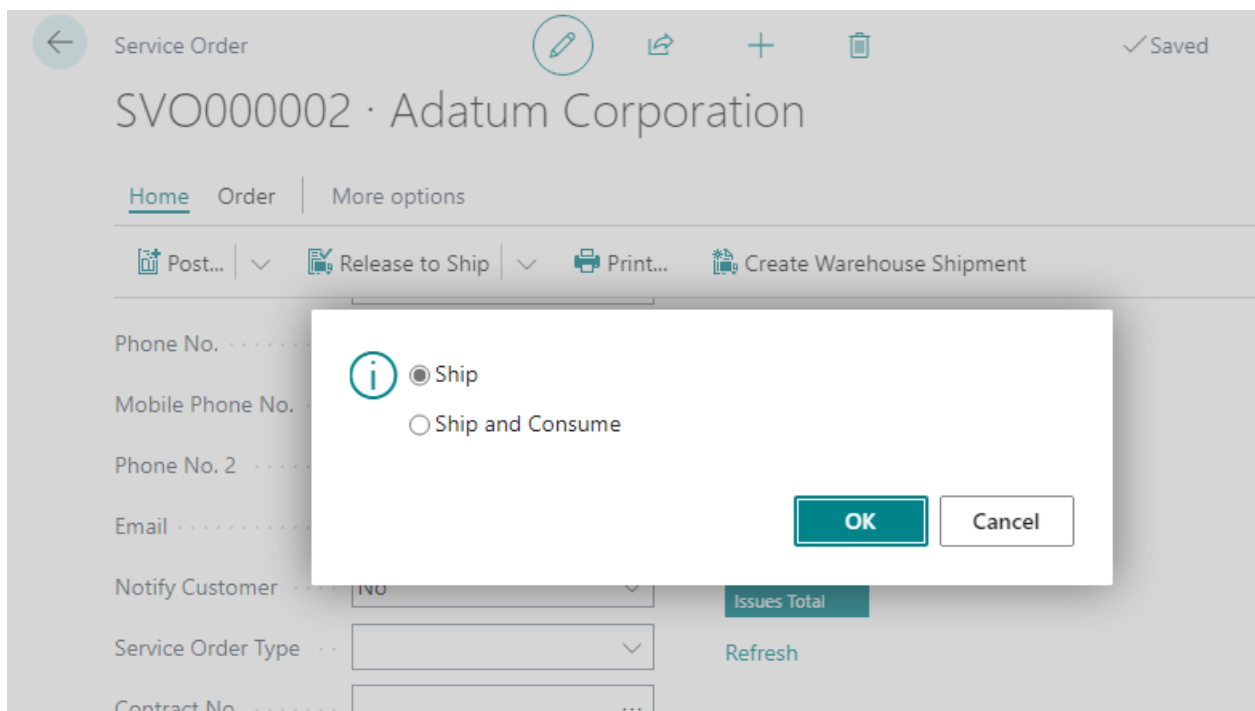 Service Order
Saved
SVO000002 · Adatum Corporation
Home Order More options
Post... Release to Ship Print... Create Warehouse Shipment
Phone No.
Ship
Mobile Phone No.
Ship and Consume
Phone No. 2
Email
OK Cancel
Notify Customer No
Issues Total
Service Order Type
Refresh
Contract No. ...